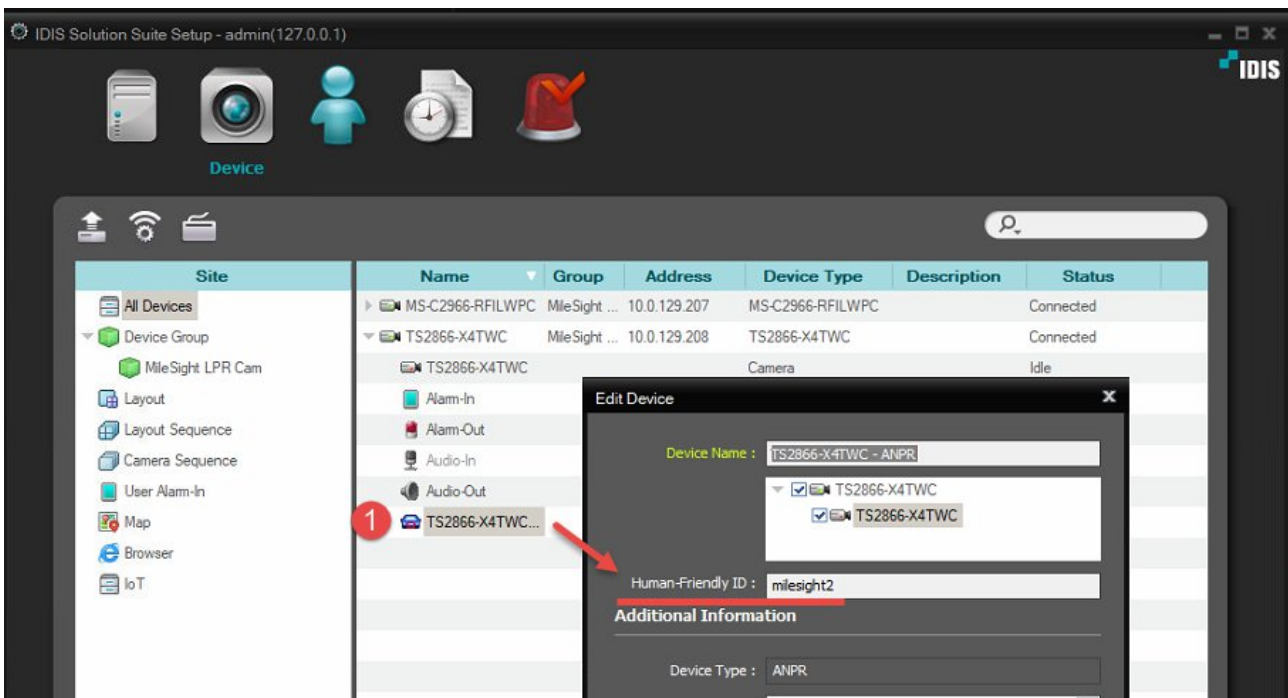 IDIS Solution Suite Setup - admin(127.0.0.1)
IDIS
Device
Site
All Devices
Device Group
MileSight LPR Cam
Layout
Layout Sequence
Camera Sequence
User Alarm-In
Map
Browser
IoT
Name Group Address Device Type Description Status
MS-C2966-RFILWPC MileSight ... 10.0.129.207 MS-C2966-RFILWPC Connected
TS2866-X4TWC MileSight ... 10.0.129.208 TS2866-X4TWC Connected
TS2866-X4TWC Camera Idle
Alarm-In
Alarm-Out
Audio-In
Audio-Out
1 TS2866-X4TWC...
Edit Device
Device Name : TS2866-X4TWC - ANPR
TS2866-X4TWC
TS2866-X4TWC
Human-Friendly ID : milesight2
Additional Information
Device Type : ANPR